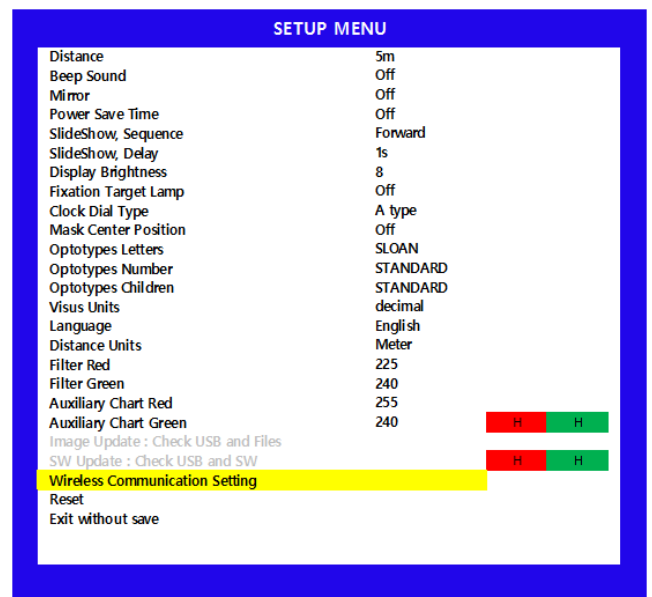 SETUP MENU
Distance 5m
Beep Sound Off
Mirror Off
Power Save Time Off
SlideShow, Sequence Forward
SlideShow, Delay 1s
Display Brightness 8
Fixation Target Lamp Off
Clock Dial Type A type
Mask Center Position Off
Optotypes Letters SLOAN
Optotypes Number STANDARD
Optotypes Children STANDARD
Visus Units decimal
Language English
Distance Units Meter
Filter Red 225
Filter Green 240
Auxiliary Chart Red 255
Auxiliary Chart Green 240 H H
Image Update : Check USB and Files
SW Update : Check USB and SW H H
Wireless Communication Setting
Reset
Exit without save